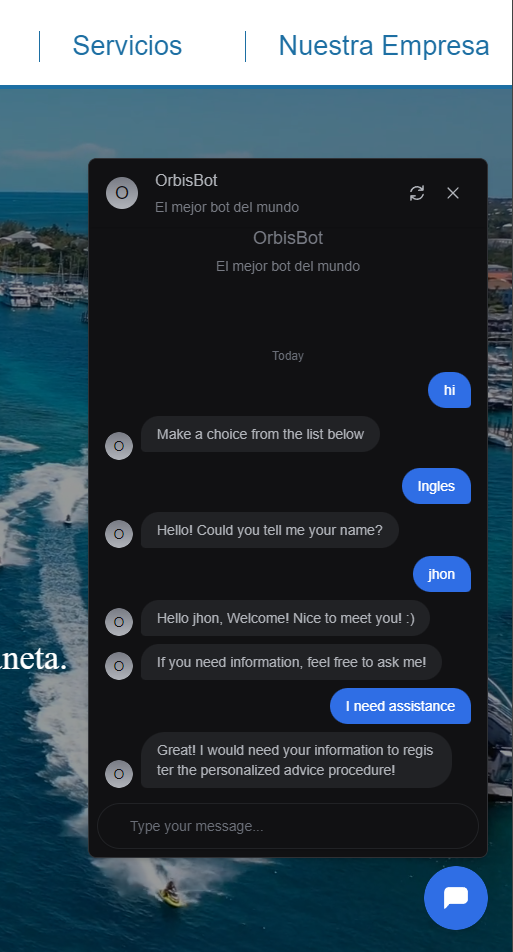 Servicios
Nuestra Empresa
O
OrbisBot
El mejor bot del mundo
OrbisBot
El mejor bot del mundo
Today
hi
O
Make a choice from the list below
Ingles
O
Hello! Could you tell me your name?
jhon
O
Hello jhon, Welcome! Nice to meet you! :)
neta.
O
If you need information, feel free to ask me!
I need assistance
O
Great! I would need your information to regis
ter the personalized advice procedure!
Type your message...